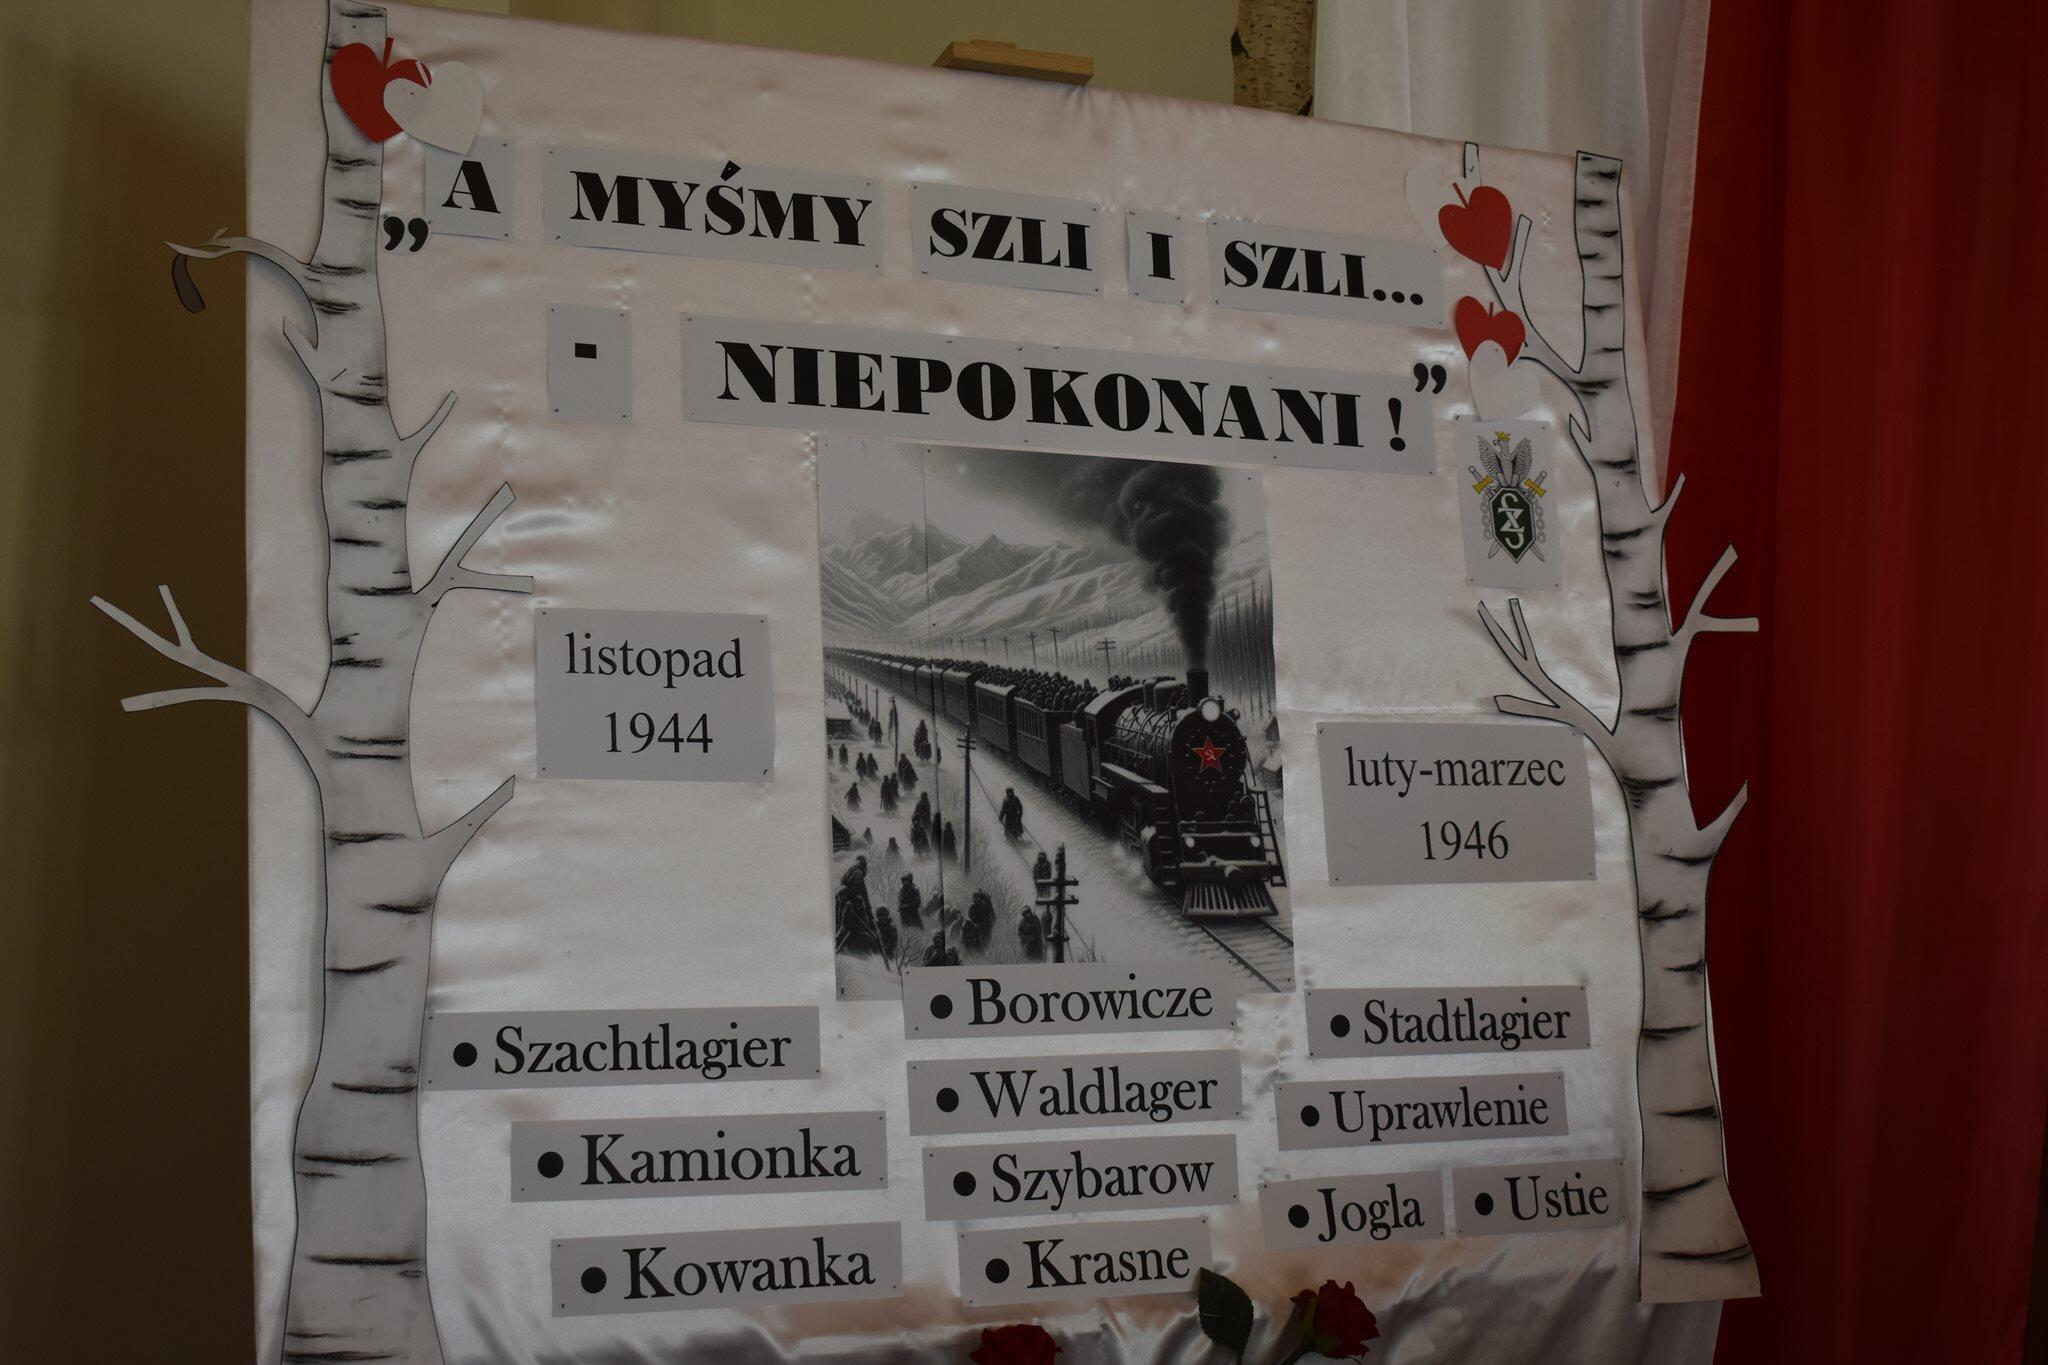 „A MYŚMY SZLI I SZLI...
- NIEPOKONANI!”
listopad
1944
luty-marzec
1946
• Szachtlagier
• Kamionka
• Kowanka
• Borowicze
• Waldlager
• Szybarow
• Krasne
• Stadtlagier
• Uprawlenie
• Jogla • Ustie